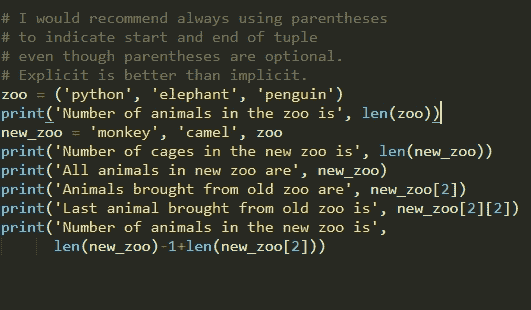 # I would recommend always using parentheses
# to indicate start and end of tuple
# even though parentheses are optional.
# Explicit is better than implicit.
zoo = ('python', 'elephant', 'penguin')
print('Number of animals in the zoo is', len(zoo))
new_zoo = 'monkey', 'camel', zoo
print('Number of cages in the new zoo is', len(new_zoo))
print('All animals in new zoo are', new_zoo)
print('Animals brought from old zoo are', new_zoo[2])
print('Last animal brought from old zoo is', new_zoo[2][2])
print('Number of animals in the new zoo is',
      len(new_zoo)-1+len(new_zoo[2]))